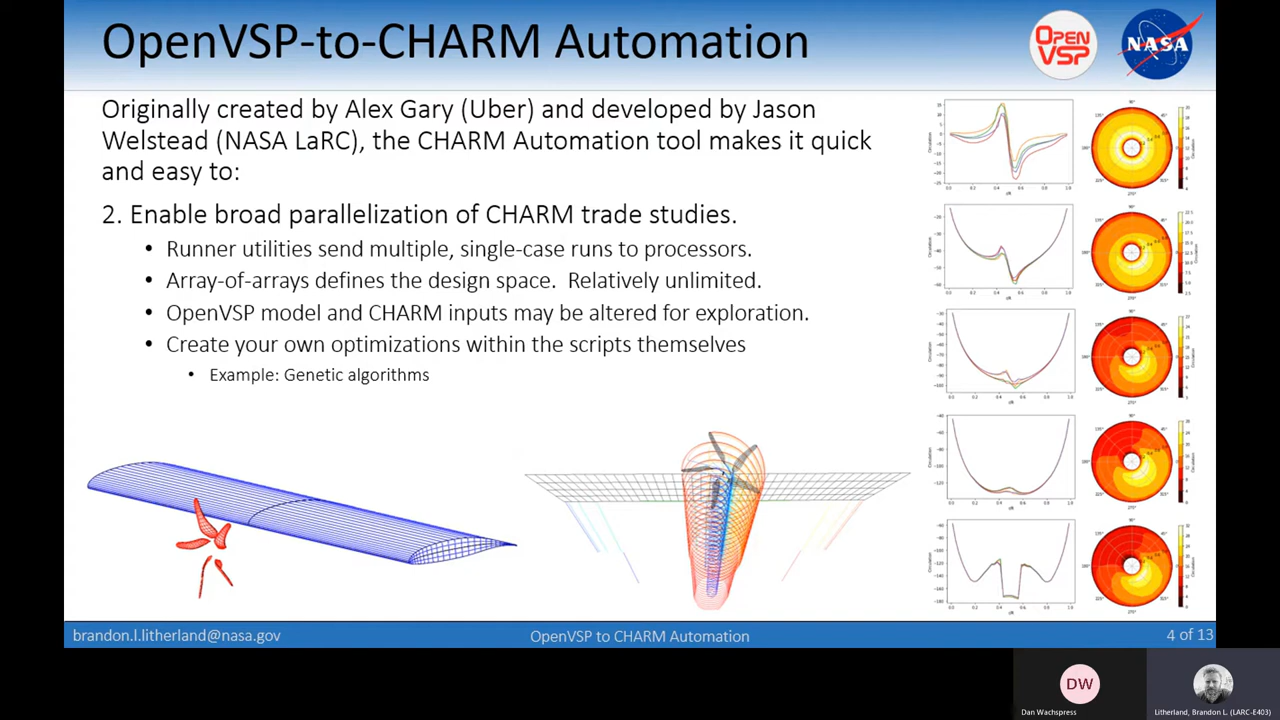 OpenVSP-to-CHARM Automation
OPEN
VSP
NASA
Originally created by Alex Gary (Uber) and developed by Jason
Welstead (NASA LaRC), the CHARM Automation tool makes it quick
and easy to:
2. Enable broad parallelization of CHARM trade studies.
• Runner utilities send multiple, single-case runs to processors.
• Array-of-arrays defines the design space.  Relatively unlimited.
• OpenVSP model and CHARM inputs may be altered for exploration.
• Create your own optimizations within the scripts themselves
• Example: Genetic algorithms
brandon.l.litherland@nasa.gov
OpenVSP to CHARM Automation
4 of 13
DW
Dan Wachspress
Litherland, Brandon L. (LARC-E403)